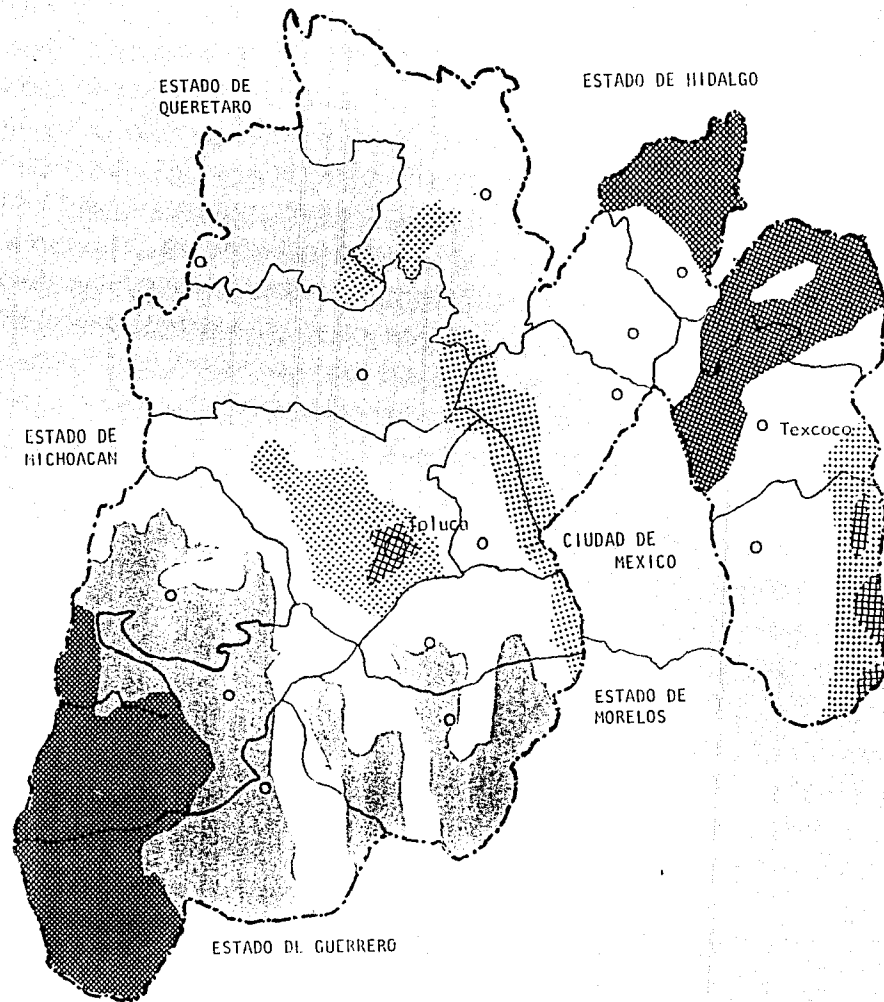 ESTADO DE
QUERETARO
ESTADO DE HIDALGO
ESTADO DE
MICHOACAN
Texcoco
Toluca
CIUDAD DE
MEXICO
ESTADO DE
MORELOS
ESTADO DE GUERRERO